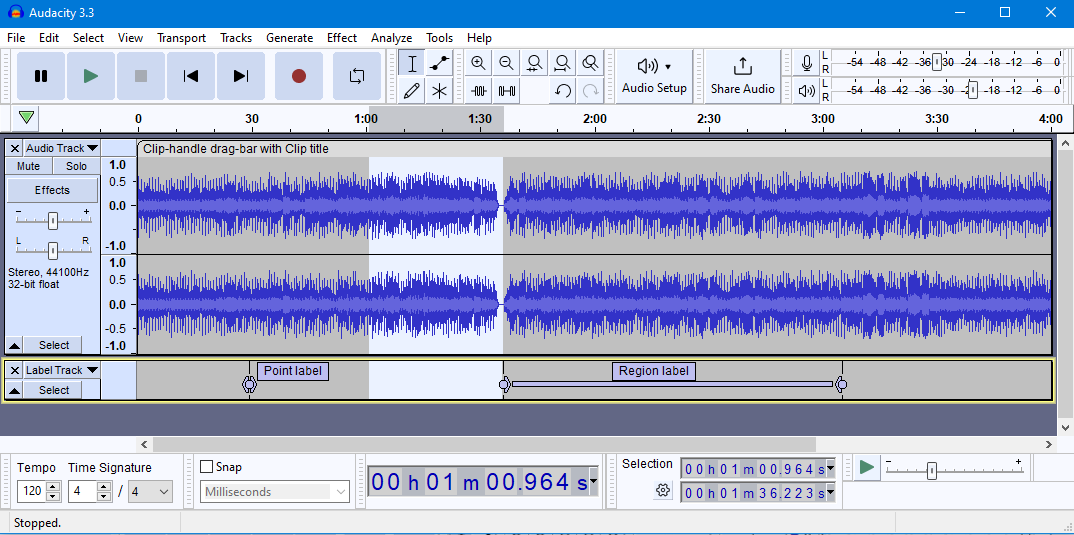 Audacity 3.3
File Edit Select View Transport Tracks Generate Effect Analyze Tools Help
Audio Setup
Share Audio
L
R
-54 -48 -42 -36 -30 -24 -18 -12 -6 0
L
R
-54 -48 -42 -36 -30 -24 -18 -12 -6 0
0 30 1:00 1:30 2:00 2:30 3:00 3:30 4:00
Audio Track
Clip-handle drag-bar with Clip title
Mute Solo
Effects
- +
L R
Stereo, 44100Hz
32-bit float
Select
1.0
0.5
0.0
-1.0
1.0
0.5
0.0
-0.5
-1.0
Label Track
Select
Point label
Region label
Tempo Time Signature
120 4 / 4
Snap
Milliseconds
00 h 01 m 00.964 s
Selection
00 h 01 m 00.964 s
00 h 01 m 36.223 s
- +
Stopped.